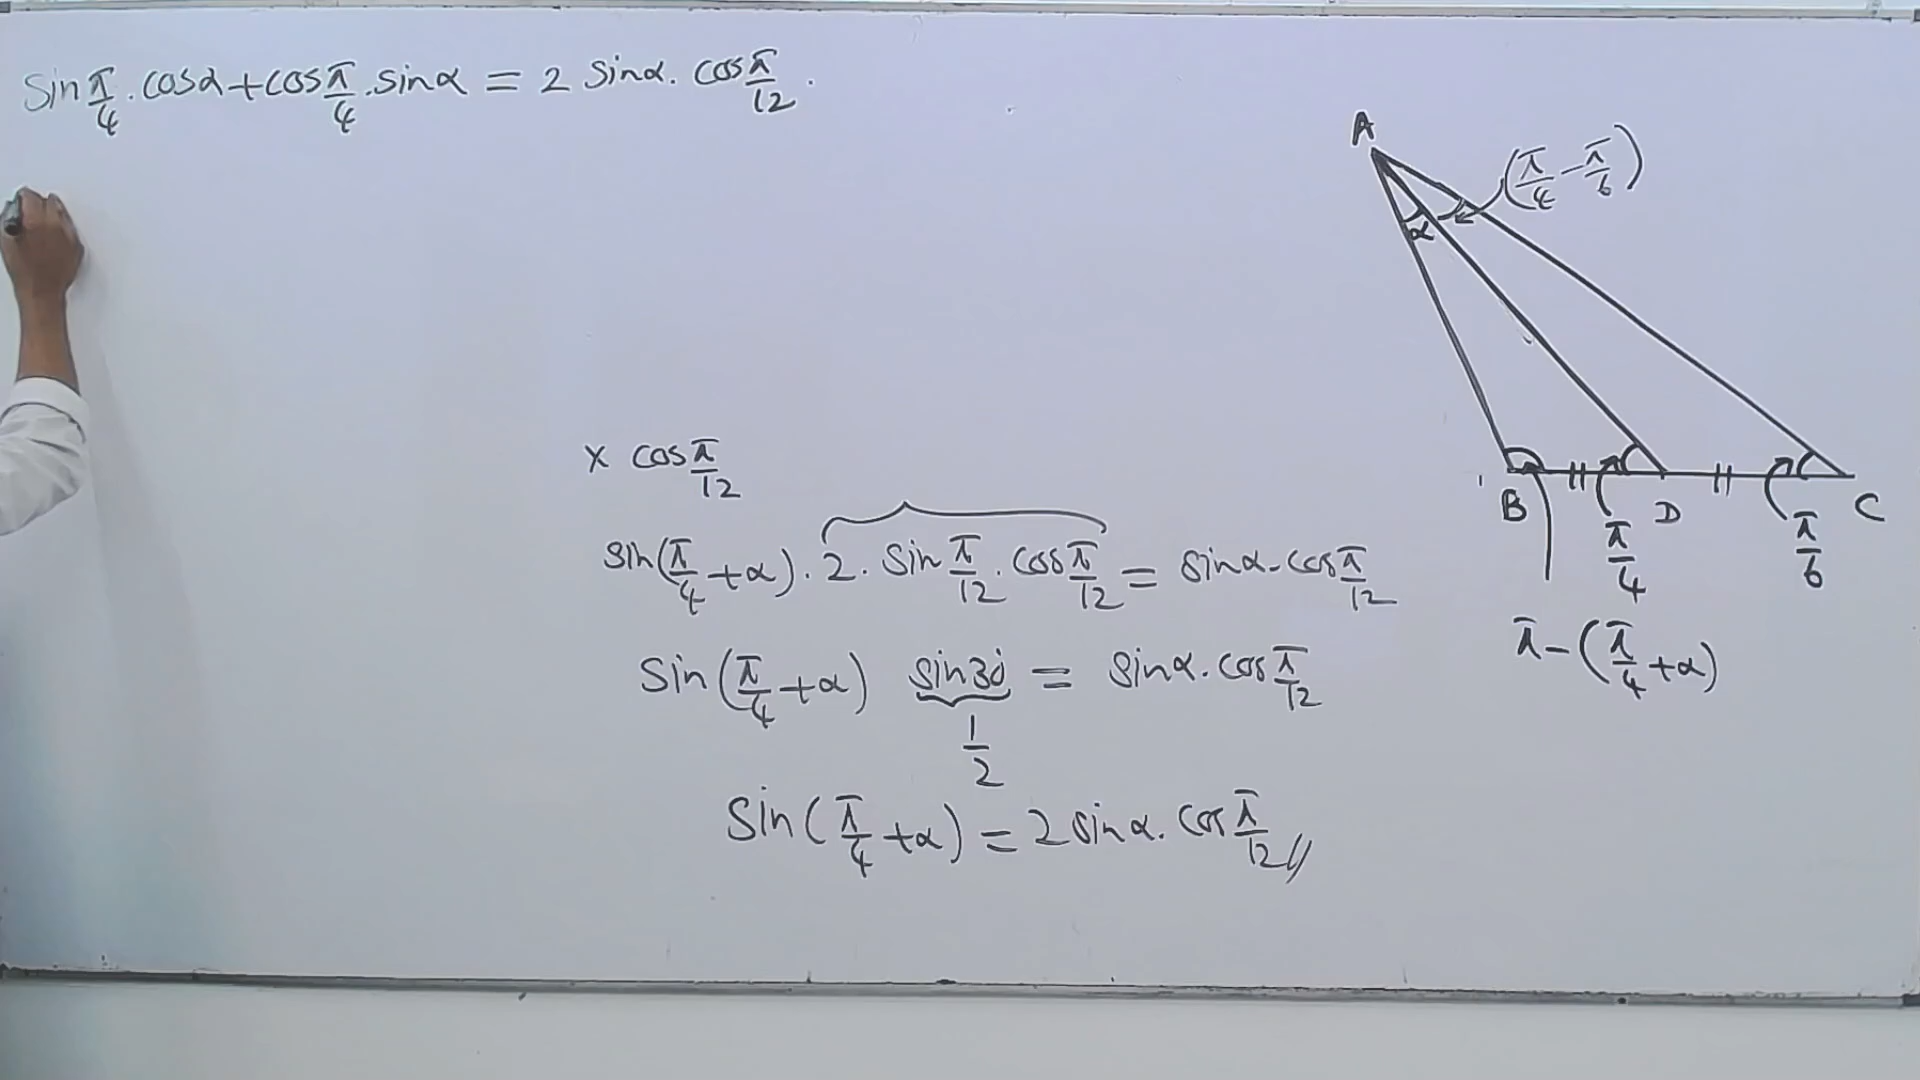 sin π/4 . cosα + cos π/4 . sinα = 2 sinα . cos π/12 .
A
(π/4 - π/6)
α
x cos π/12
B
D
C
π/4
π/6
sin(π/4 + α) . 2 . sin π/12 . cos π/12 = sinα . cos π/12
π - (π/4 + α)
sin(π/4 + α) sin30° = sinα . cos π/12
1/2
sin(π/4 + α) = 2 sinα . cos π/12 //